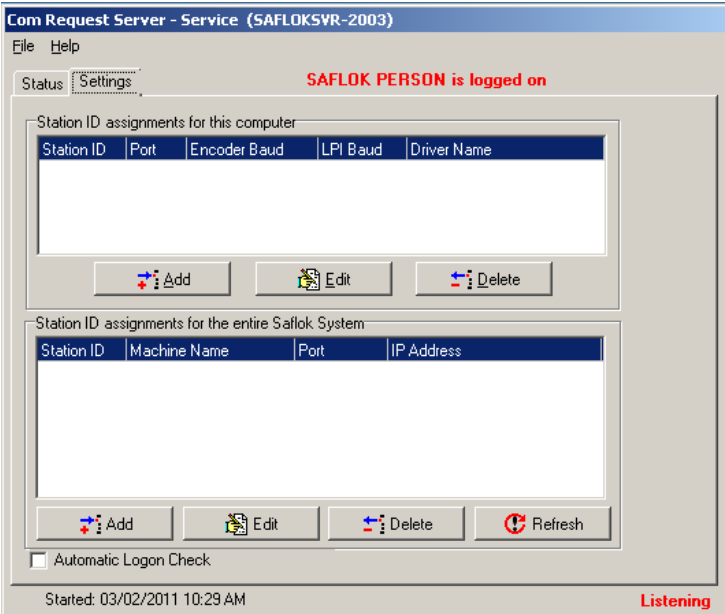 Com Request Server - Service (SAFLOKSVR-2003)
File Help
Status Settings SAFLOK PERSON is logged on
Station ID assignments for this computer
Station ID Port Encoder Baud LPI Baud Driver Name
Add Edit Delete
Station ID assignments for the entire Saflok System
Station ID Machine Name Port IP Address
Add Edit Delete Refresh
Automatic Logon Check
Started: 03/02/2011 10:29 AM Listening